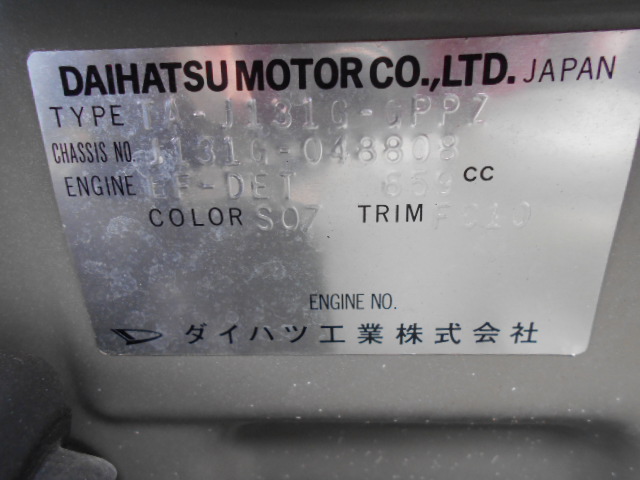 DAIHATSU MOTOR CO.,LTD. JAPAN
TYPE TA-J131G-GPPZ
CHASSIS NO. J131G-048808
ENGINE EF-DET 659 CC
COLOR S07 TRIM
ENGINE NO.
ダイハツ工業株式会社